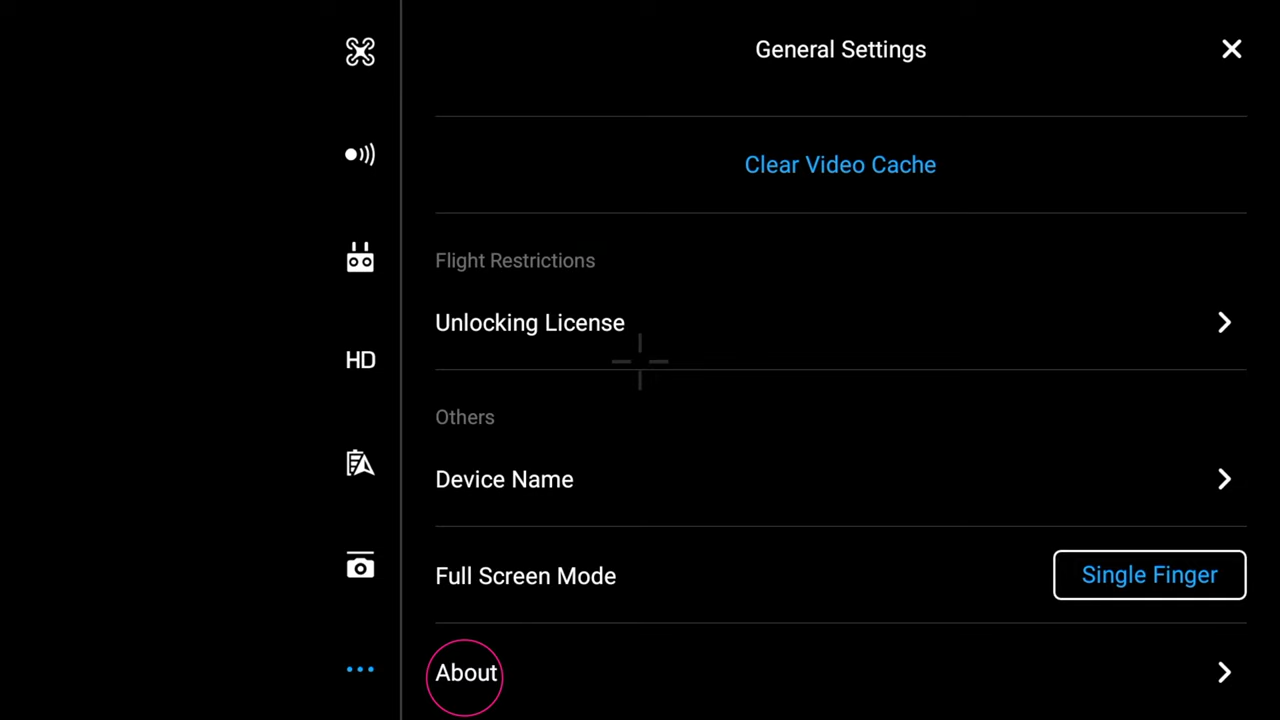 General Settings
Clear Video Cache
Flight Restrictions
Unlocking License
Others
Device Name
HD
Full Screen Mode
Single Finger
About